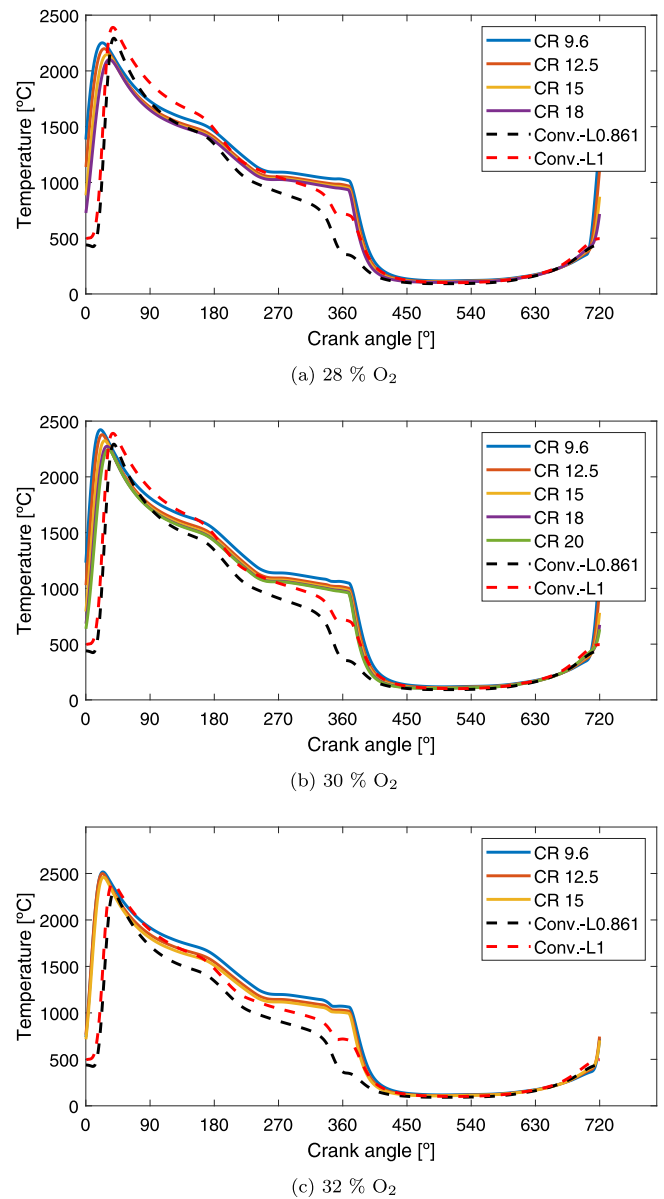 2500
2000
1500
1000
500
0
Temperature [ºC]
CR 9.6
CR 12.5
CR 15
CR 18
Conv.-L0.861
Conv.-L1
0 90 180 270 360 450 540 630 720
Crank angle [º]
(a) 28 % O₂
2500
2000
1500
1000
500
0
Temperature [ºC]
CR 9.6
CR 12.5
CR 15
CR 18
CR 20
Conv.-L0.861
Conv.-L1
0 90 180 270 360 450 540 630 720
Crank angle [º]
(b) 30 % O₂
2500
2000
1500
1000
500
0
Temperature [ºC]
CR 9.6
CR 12.5
CR 15
Conv.-L0.861
Conv.-L1
0 90 180 270 360 450 540 630 720
Crank angle [º]
(c) 32 % O₂